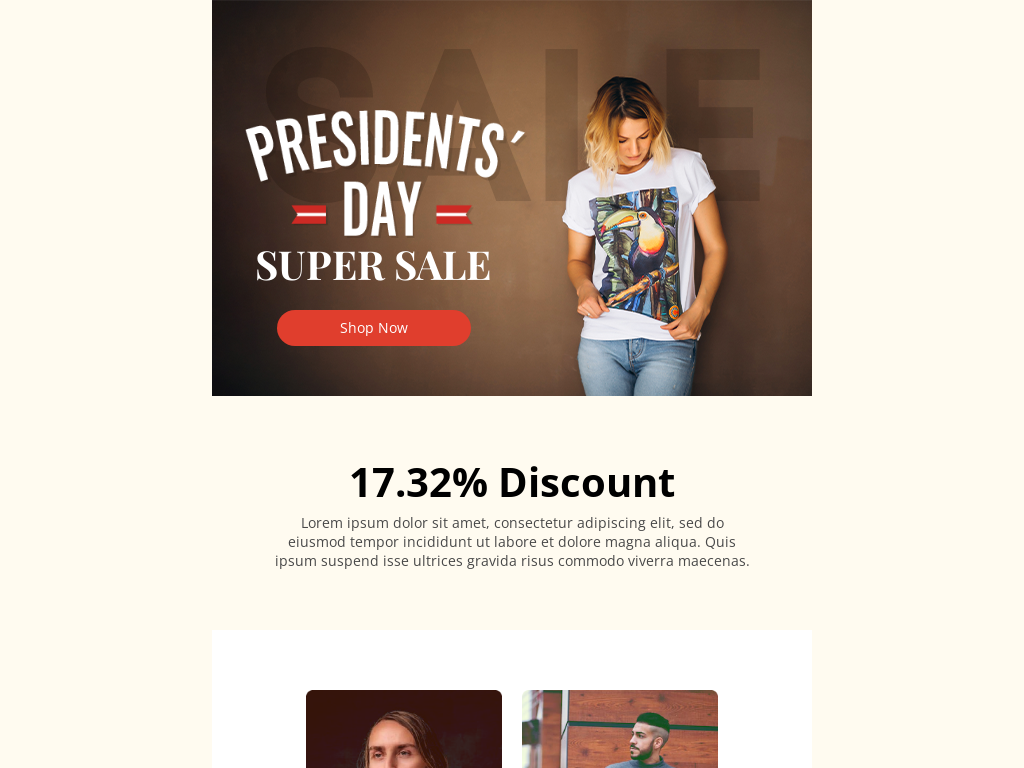 SALE
PRESIDENTS´
DAY
SUPER SALE
Shop Now
17.32% Discount
Lorem ipsum dolor sit amet, consectetur adipiscing elit, sed do
eiusmod tempor incididunt ut labore et dolore magna aliqua. Quis
ipsum suspend isse ultrices gravida risus commodo viverra maecenas.